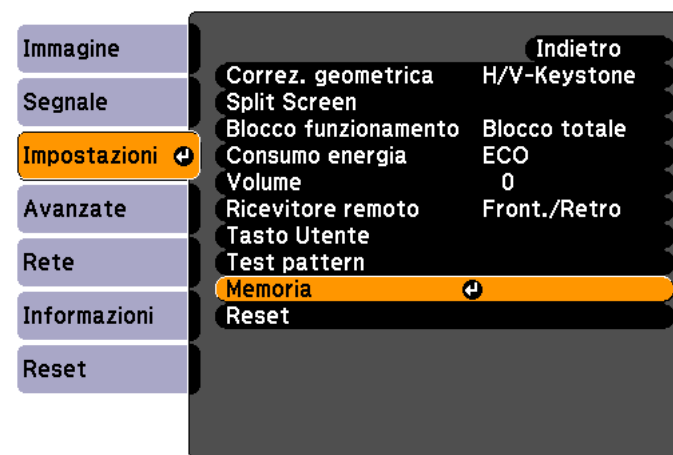 Immagine
Segnale
Impostazioni
Avanzate
Rete
Informazioni
Reset
Indietro
Correz. geometrica H/V-Keystone
Split Screen
Blocco funzionamento Blocco totale
Consumo energia ECO
Volume 0
Ricevitore remoto Front./Retro
Tasto Utente
Test pattern
Memoria
Reset